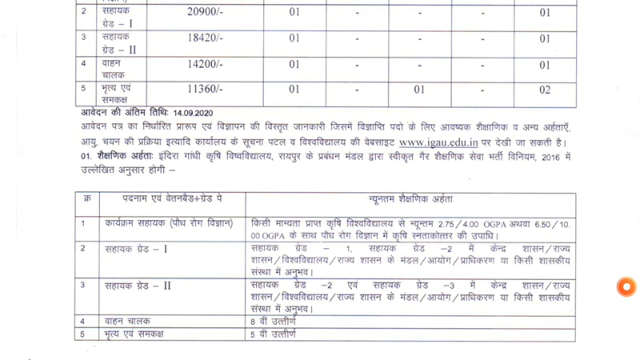 2 सहायक ग्रेड – I 20900/- 01 - - - 01
3 सहायक ग्रेड – II 18420/- 01 - - - 01
4 वाहन चालक 14200/- 01 - - - 01
5 भृत्य एवं समकक्ष 11360/- 01 - 01 - 02
आवेदन की अंतिम तिथिः 14.09.2020
आवेदन पत्र का निर्धारित प्रारूप एवं विज्ञापन की विस्तृत जानकारी जिसमें विज्ञापित पदो के लिए आवष्यक शैक्षाणिक व अन्य अर्हताएँ,
आयु, चयन की प्रक्रिया इत्यादि कार्यालय के सूचना पटल व विश्वविद्यालय की वेबसाइट www.igau.edu.in पर देखी जा सकती है।
01. शैक्षणिक अर्हताः इंदिरा गांधी कृषि विश्वविद्यालय, रायपुर के प्रबंधन मंडल द्वारा स्वीकृत गैर शैक्षणिक सेवा भर्ती विनियम, 2016 में
उल्लेखित अनुसार होगी –
क्र पदनाम एवं वेतनबैंड+ग्रेड पे न्यूनतम शैक्षणिक अर्हता
1 कार्यक्रम सहायक (पौध रोग विज्ञान) किसी मान्यता प्राप्त कृषि विश्वविद्यालय से न्यूनतम 2.75/4.00 OGPA अथवा 6.50/10.
00 OGPA के साथ पौध रोग विज्ञान में कृषि स्नताकोत्तर की उपाधि।
2 सहायक ग्रेड – I सहायक ग्रेड – 1, सहायक ग्रेड –2 में केन्द्र शासन/राज्य
शासन/विश्वविद्यालय/राज्य शासन के मंडल/आयोग/प्राधिकरण या किसी शासकीय
संस्था में अनुभव।
3 सहायक ग्रेड – II सहायक ग्रेड –2 एवं सहायक ग्रेड –3 में केन्द्र शासन/राज्य
शासन/विश्वविद्यालय/राज्य शासन के मंडल/आयोग/प्राधिकरण या किसी शासकीय
संस्था में अनुभव।
4 वाहन चालक 8 वी उत्तीर्ण
5 भृत्य एवं समकक्ष 5 वी उत्तीर्ण